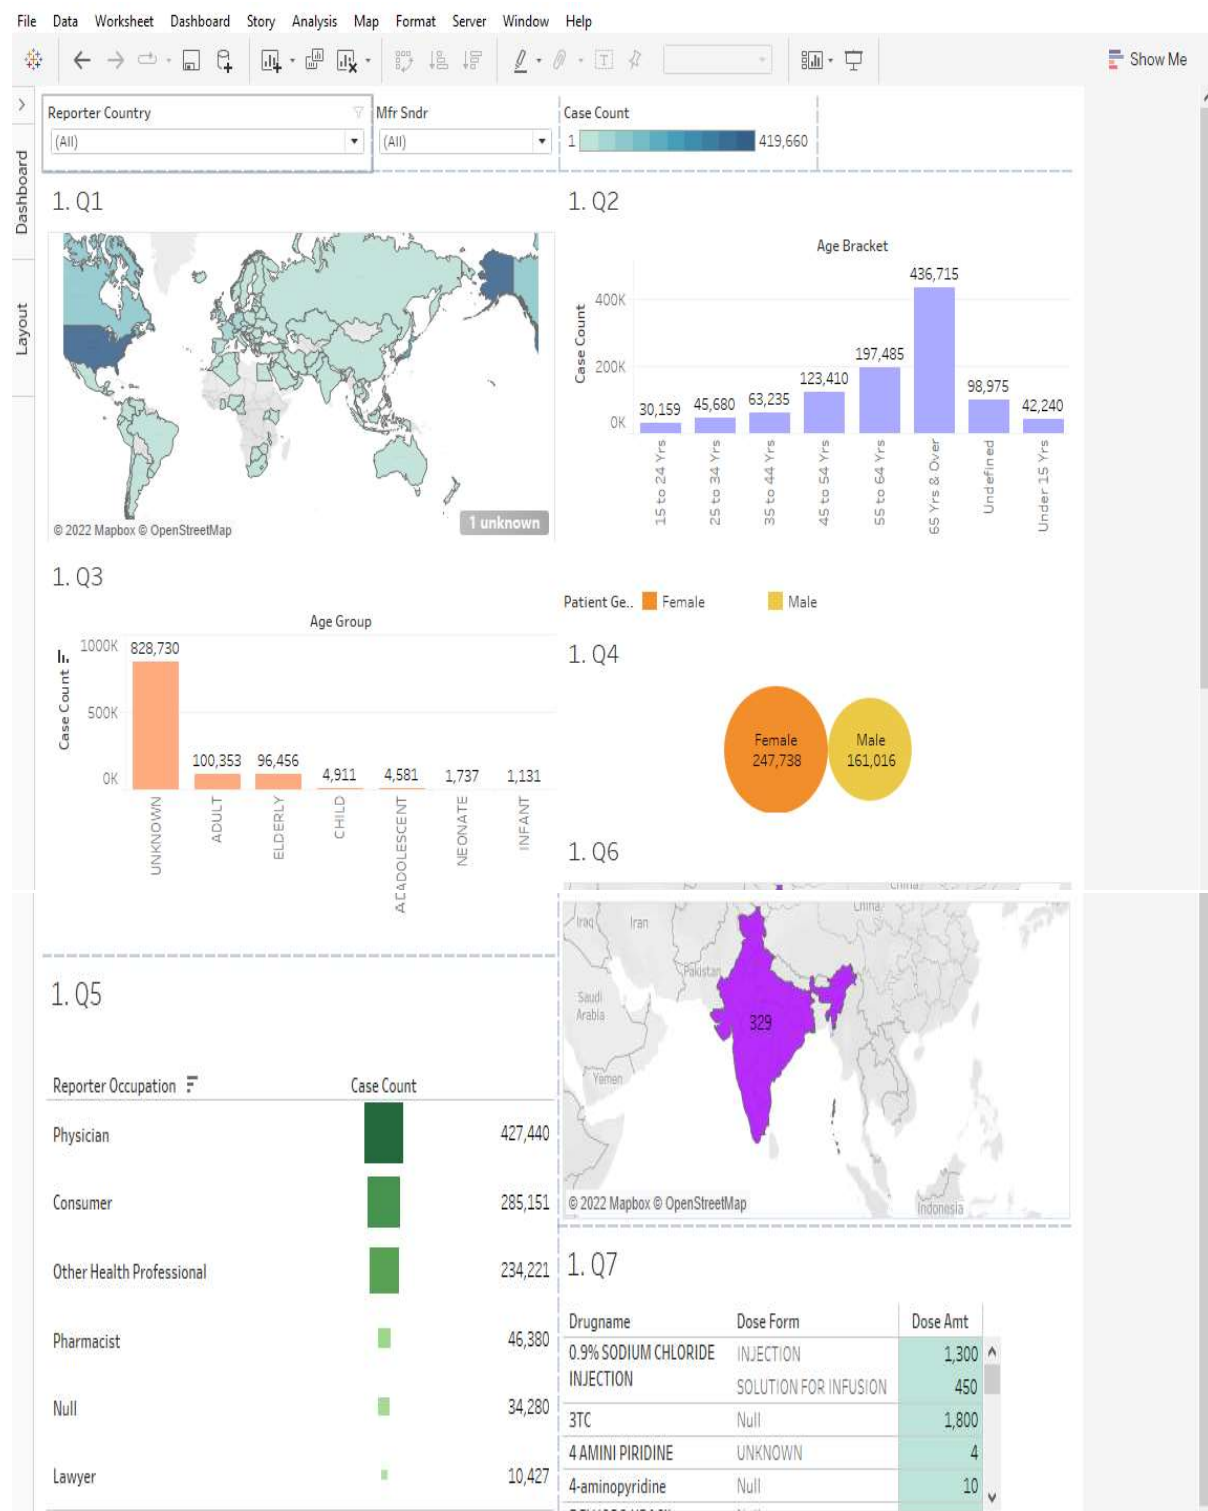 File Data Worksheet Dashboard Story Analysis Map Format Server Window Help
Show Me
Dashboard
Layout
Reporter Country
(All)
Mfr Sndr
(All)
Case Count
1 419,660
1. Q1
© 2022 Mapbox © OpenStreetMap
1 unknown
1. Q2
Age Bracket
Case Count
400K
200K
0K
30,159 45,680 63,235 123,410 197,485 436,715 98,975 42,240
15 to 24 Yrs
25 to 34 Yrs
35 to 44 Yrs
45 to 54 Yrs
55 to 64 Yrs
65 Yrs & Over
Undefined
Under 15 Yrs
1. Q3
Age Group
Case Count
1000K
500K
0K
828,730 100,353 96,456 4,911 4,581 1,737 1,131
UNKNOWN
ADULT
ELDERLY
CHILD
NEONATE
INFANT
Patient Ge.. Female Male
1. Q4
Female
247,738
Male
161,016
1. Q6
China
Iraq
Iran
China
Pakistan
Saudi
Arabia
329
Yemen
Indonesia
© 2022 Mapbox © OpenStreetMap
1. Q5
Reporter Occupation Case Count
Physician 427,440
Consumer 285,151
Other Health Professional 234,221
Pharmacist 46,380
Null 34,280
Lawyer 10,427
1. Q7
Drugname Dose Form Dose Amt
0.9% SODIUM CHLORIDE INJECTION 1,300
INJECTION SOLUTION FOR INFUSION 450
3TC Null 1,800
4 AMINI PIRIDINE UNKNOWN 4
4-aminopyridine Null 10